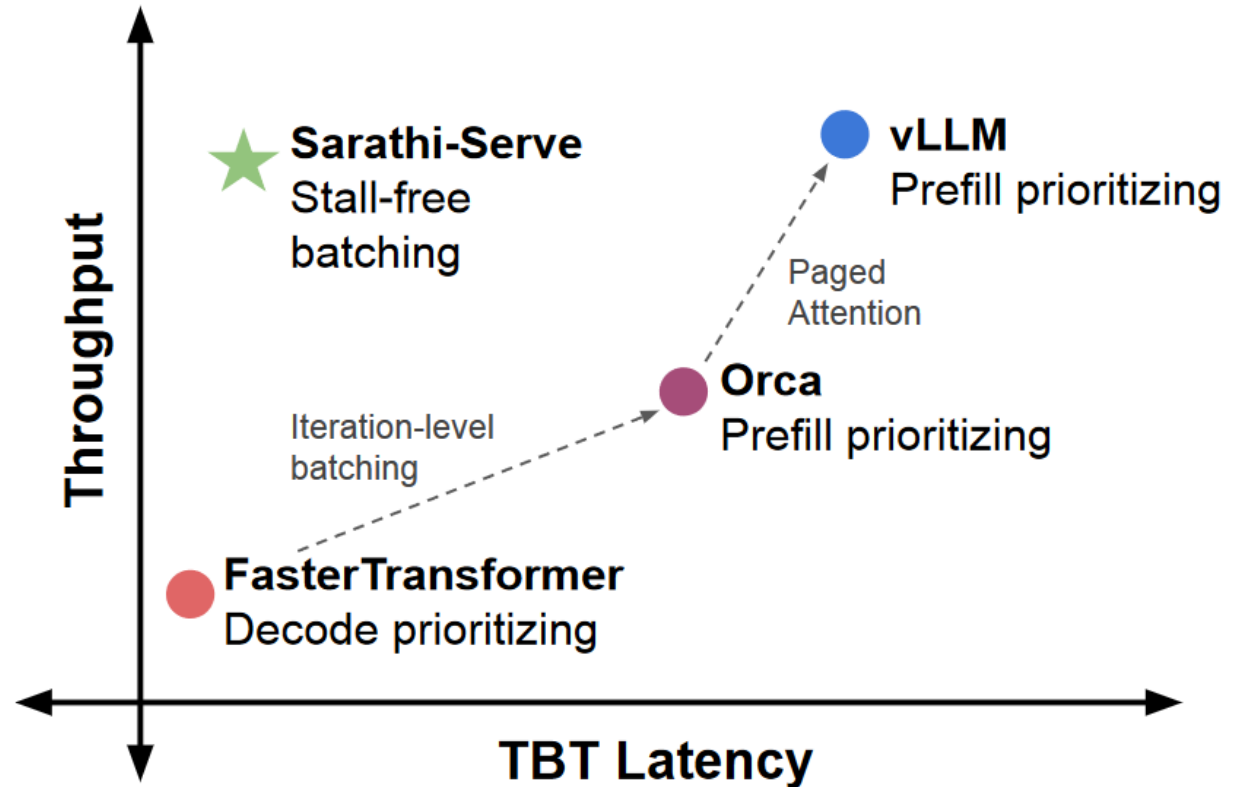 Throughput
Sarathi-Serve
Stall-free
batching
vLLM
Prefill prioritizing
Paged
Attention
Orca
Prefill prioritizing
Iteration-level
batching
FasterTransformer
Decode prioritizing
TBT Latency